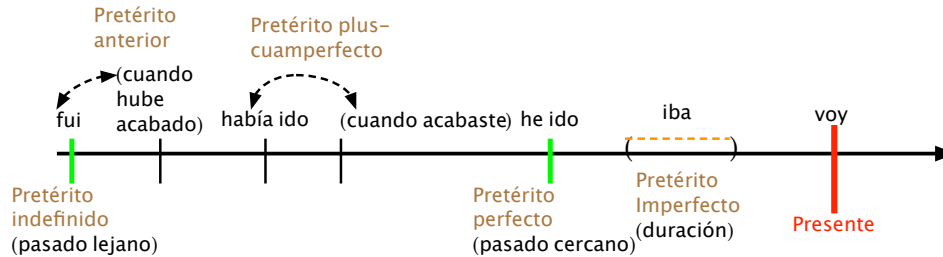 Pretérito
anterior
(cuando
hube
acabado)
Pretérito plus-
cuamperfecto
fui
había ido
(cuando acabaste)
he ido
iba
voy
Pretérito
indefinido
(pasado lejano)
Pretérito
perfecto
(pasado cercano)
Pretérito
Imperfecto
(duración)
Presente